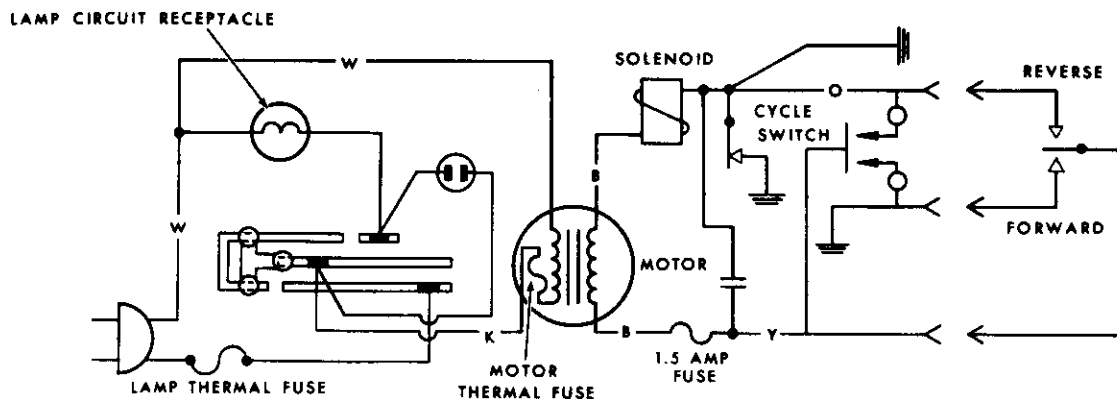 LAMP CIRCUIT RECEPTACLE
W
SOLENOID
REVERSE
O
CYCLE
SWITCH
B
W
FORWARD
MOTOR
K
B
Y
1.5 AMP
FUSE
LAMP THERMAL FUSE
MOTOR
THERMAL FUSE